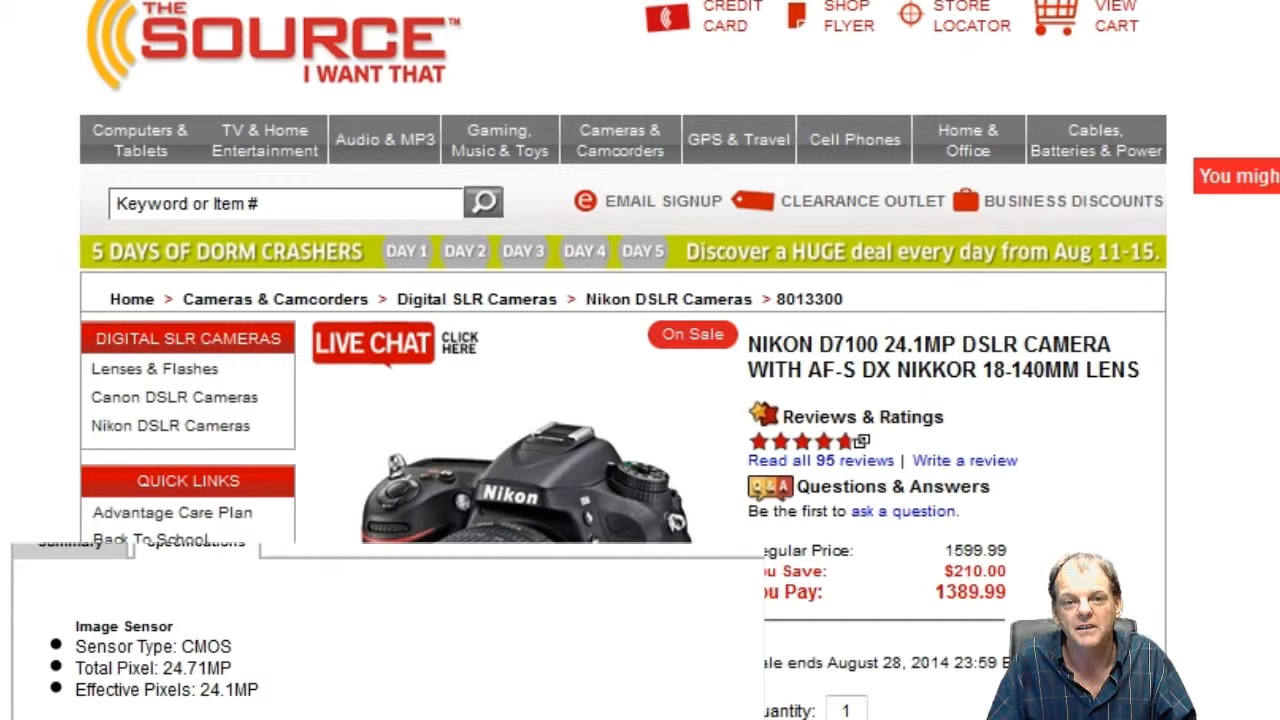 THE
SOURCE™
I WANT THAT
CREDIT
CARD
SHOP
FLYER
STORE
LOCATOR
VIEW
CART
Computers &
Tablets
TV & Home
Entertainment
Audio & MP3
Gaming,
Music & Toys
Cameras &
Camcorders
GPS & Travel
Cell Phones
Home &
Office
Cables,
Batteries & Power
You migh
Keyword or Item #
EMAIL SIGNUP
CLEARANCE OUTLET
BUSINESS DISCOUNTS
5 DAYS OF DORM CRASHERS DAY 1 DAY 2 DAY 3 DAY 4 DAY 5 Discover a HUGE deal every day from Aug 11-15.
Home > Cameras & Camcorders > Digital SLR Cameras > Nikon DSLR Cameras > 8013300
DIGITAL SLR CAMERAS
Lenses & Flashes
Canon DSLR Cameras
Nikon DSLR Cameras
QUICK LINKS
Advantage Care Plan
Back To School
LIVE CHAT CLICK
HERE
On Sale
Nikon
NIKON D7100 24.1MP DSLR CAMERA
WITH AF-S DX NIKKOR 18-140MM LENS
Reviews & Ratings
Read all 95 reviews | Write a review
Q&A Questions & Answers
Be the first to ask a question.
egular Price: 1599.99
ou Save: $210.00
ou Pay: 1389.99
ale ends August 28, 2014 23:59 E
uantity: 1
Summary
Specifications
Image Sensor
Sensor Type: CMOS
Total Pixel: 24.71MP
Effective Pixels: 24.1MP